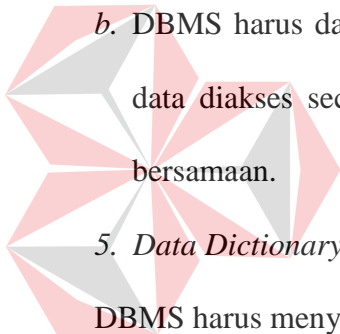 b. DBMS harus da
data diakses sec
bersamaan.
5. Data Dictionary
DBMS harus meny